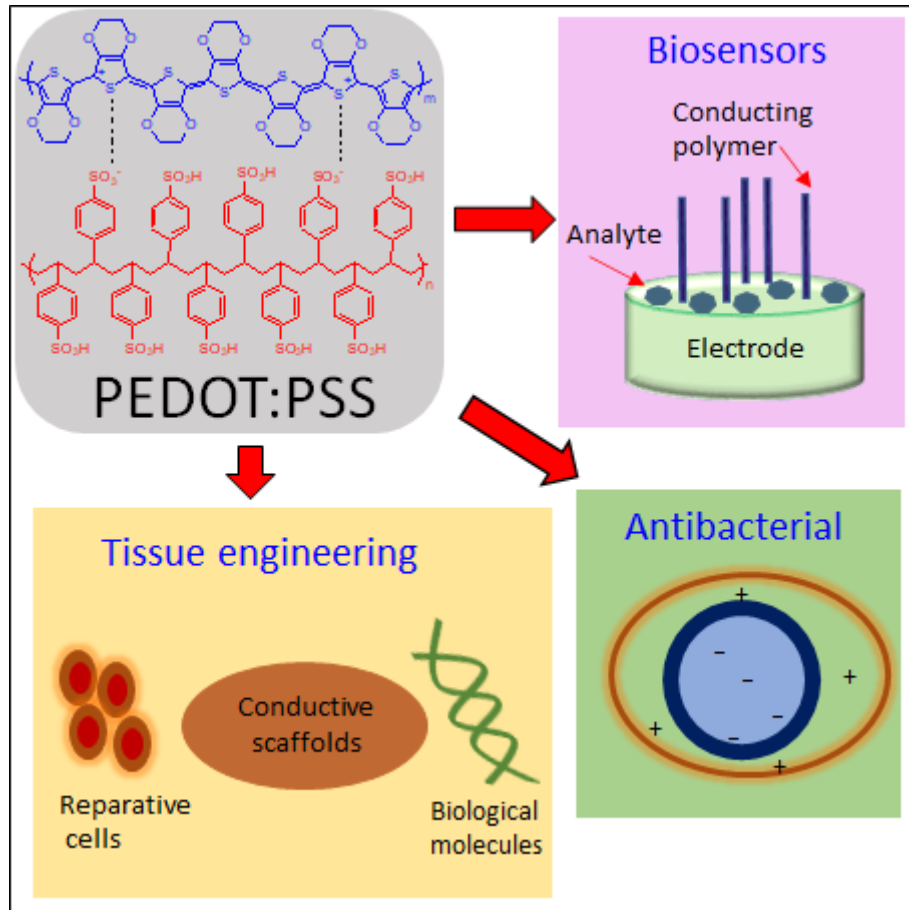 S
S
S
S
S
S
S
O
O
O
O
O
O
O
O
O
O
O
O
O
O
+
+
m
SO₃⁻
SO₃H
SO₃H
SO₃⁻
SO₃H
n
SO₃H
SO₃H
SO₃H
SO₃H
SO₃H
PEDOT:PSS
Biosensors
Conducting
polymer
Analyte
Electrode
Tissue engineering
Conductive
scaffolds
Reparative
cells
Biological
molecules
Antibacterial
+
−
−
+
−
+
−
+